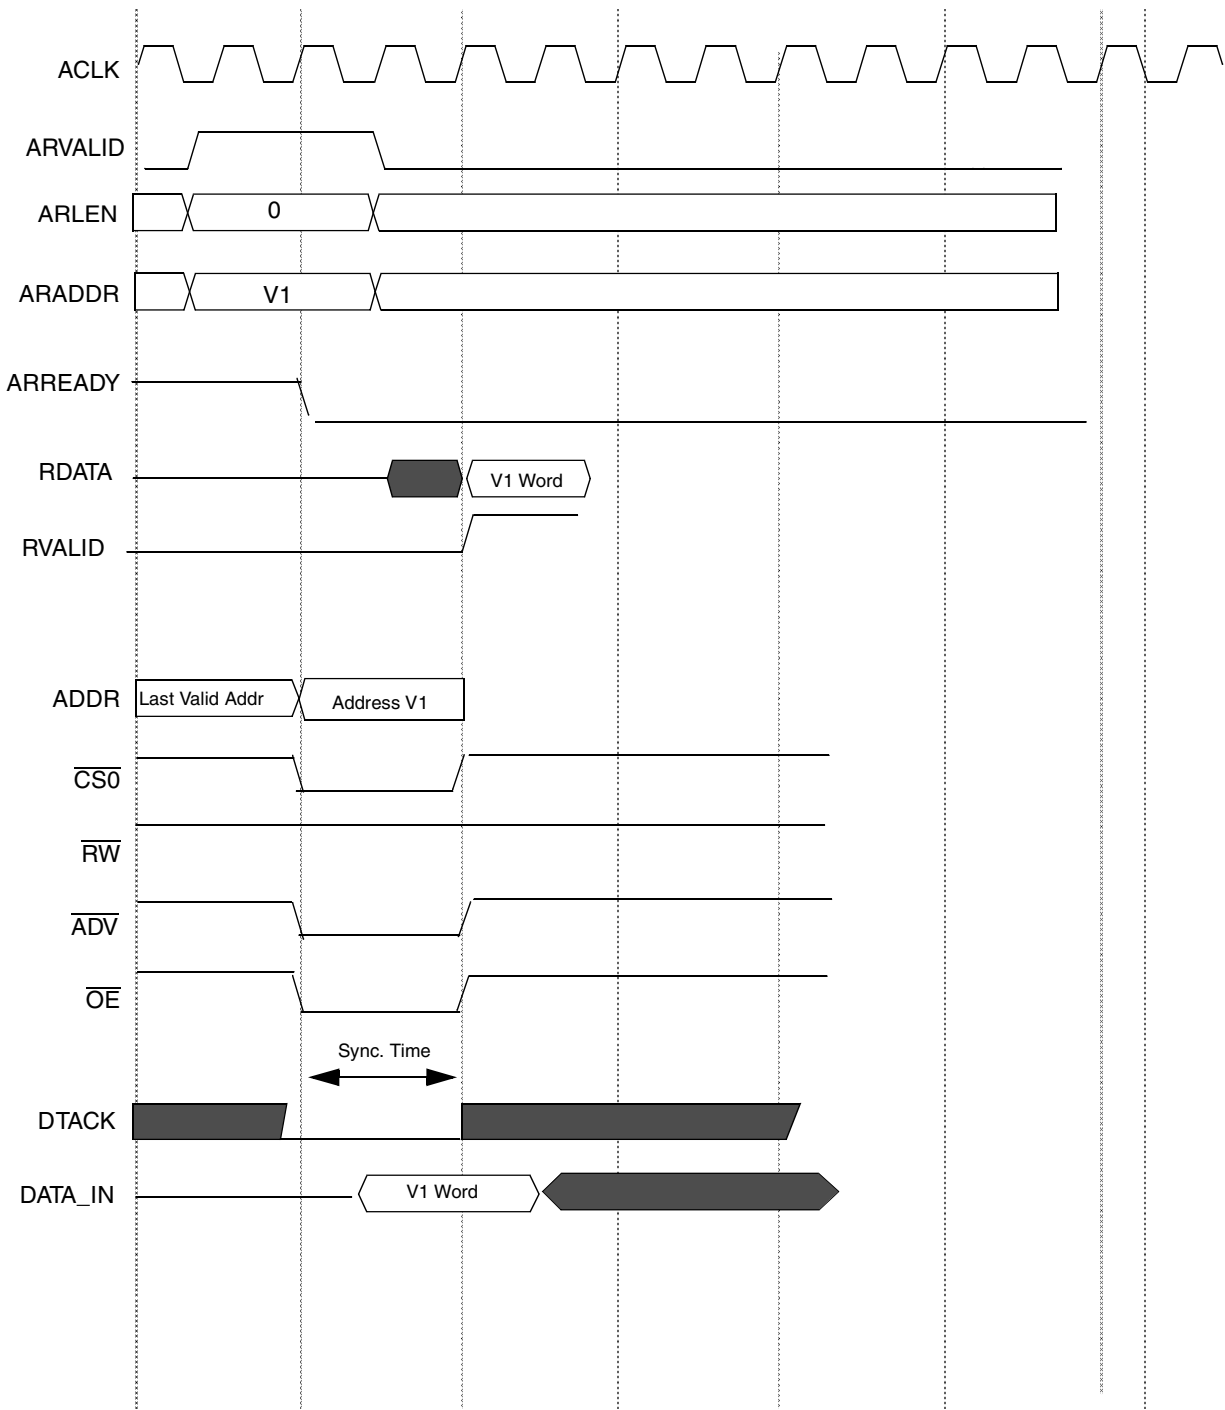 ACLK
ARVALID
ARLEN
0
ARADDR
V1
ARREADY
RDATA
V1 Word
RVALID
ADDR
Last Valid Addr
Address V1
CS0
RW
ADV
OE
Sync. Time
DTACK
DATA_IN
V1 Word